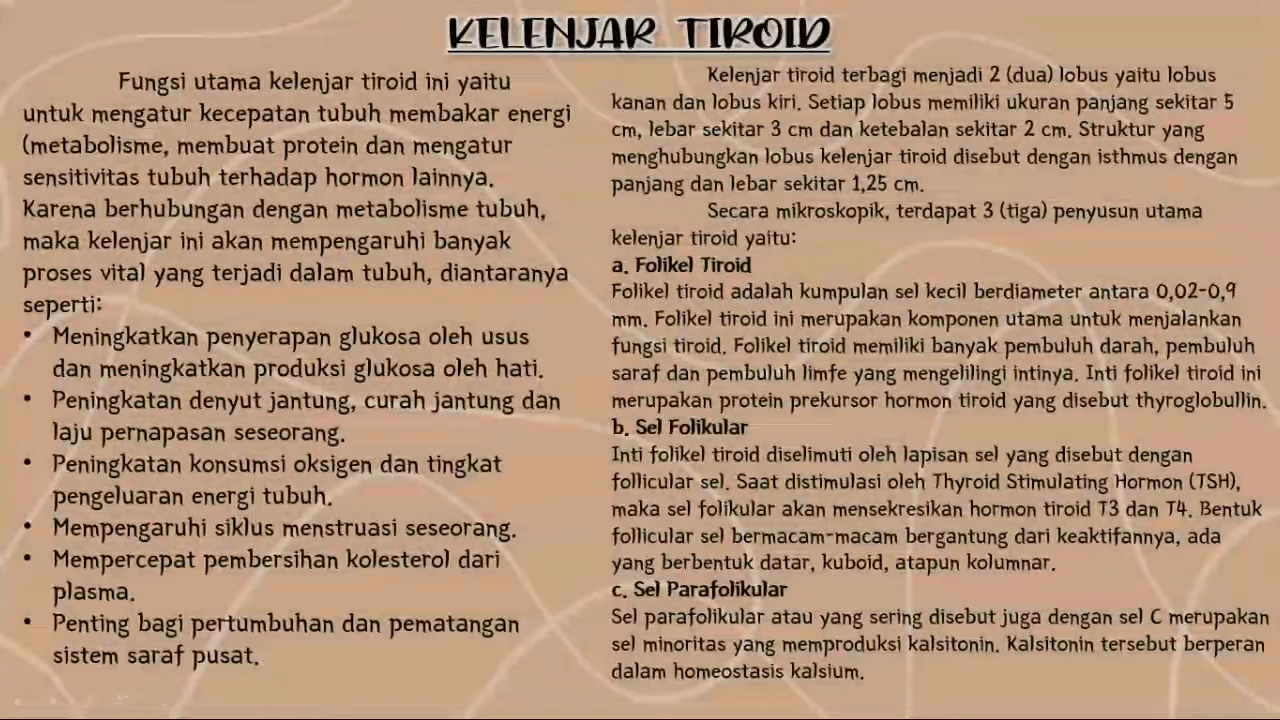 KELENJAR TIROID
Fungsi utama kelenjar tiroid ini yaitu
untuk mengatur kecepatan tubuh membakar energi
(metabolisme, membuat protein dan mengatur
sensitivitas tubuh terhadap hormon lainnya.
Karena berhubungan dengan metabolisme tubuh,
maka kelenjar ini akan mempengaruhi banyak
proses vital yang terjadi dalam tubuh, diantaranya
seperti:
• Meningkatkan penyerapan glukosa oleh usus
dan meningkatkan produksi glukosa oleh hati.
• Peningkatan denyut jantung, curah jantung dan
laju pernapasan seseorang.
• Peningkatan konsumsi oksigen dan tingkat
pengeluaran energi tubuh.
• Mempengaruhi siklus menstruasi seseorang.
• Mempercepat pembersihan kolesterol dari
plasma.
• Penting bagi pertumbuhan dan pematangan
sistem saraf pusat.
Kelenjar tiroid terbagi menjadi 2 (dua) lobus yaitu lobus
kanan dan lobus kiri. Setiap lobus memiliki ukuran panjang sekitar 5
cm, lebar sekitar 3 cm dan ketebalan sekitar 2 cm. Struktur yang
menghubungkan lobus kelenjar tiroid disebut dengan isthmus dengan
panjang dan lebar sekitar 1,25 cm.
Secara mikroskopik, terdapat 3 (tiga) penyusun utama
kelenjar tiroid yaitu:
a. Folikel Tiroid
Folikel tiroid adalah kumpulan sel kecil berdiameter antara 0,02-0,9
mm. Folikel tiroid ini merupakan komponen utama untuk menjalankan
fungsi tiroid. Folikel tiroid memiliki banyak pembuluh darah, pembuluh
saraf dan pembuluh limfe yang mengelilingi intinya. Inti folikel tiroid ini
merupakan protein prekursor hormon tiroid yang disebut thyroglobullin.
b. Sel Folikular
Inti folikel tiroid diselimuti oleh lapisan sel yang disebut dengan
follicular sel. Saat distimulasi oleh Thyroid Stimulating Hormon (TSH),
maka sel folikular akan mensekresikan hormon tiroid T3 dan T4. Bentuk
follicular sel bermacam-macam bergantung dari keaktifannya, ada
yang berbentuk datar, kuboid, atapun kolumnar.
c. Sel Parafolikular
Sel parafolikular atau yang sering disebut juga dengan sel C merupakan
sel minoritas yang memproduksi kalsitonin. Kalsitonin tersebut berperan
dalam homeostasis kalsium.